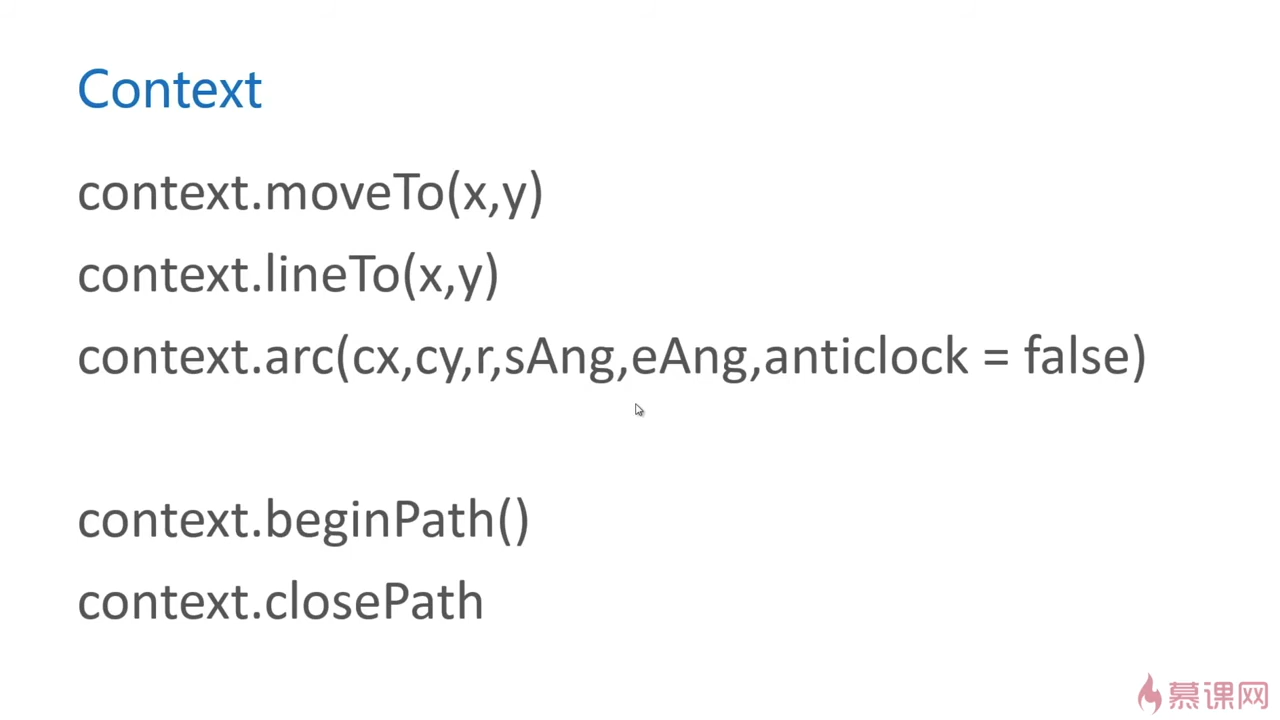 Context
context.moveTo(x,y)
context.lineTo(x,y)
context.arc(cx,cy,r,sAng,eAng,anticlock = false)
context.beginPath()
context.closePath
慕课网